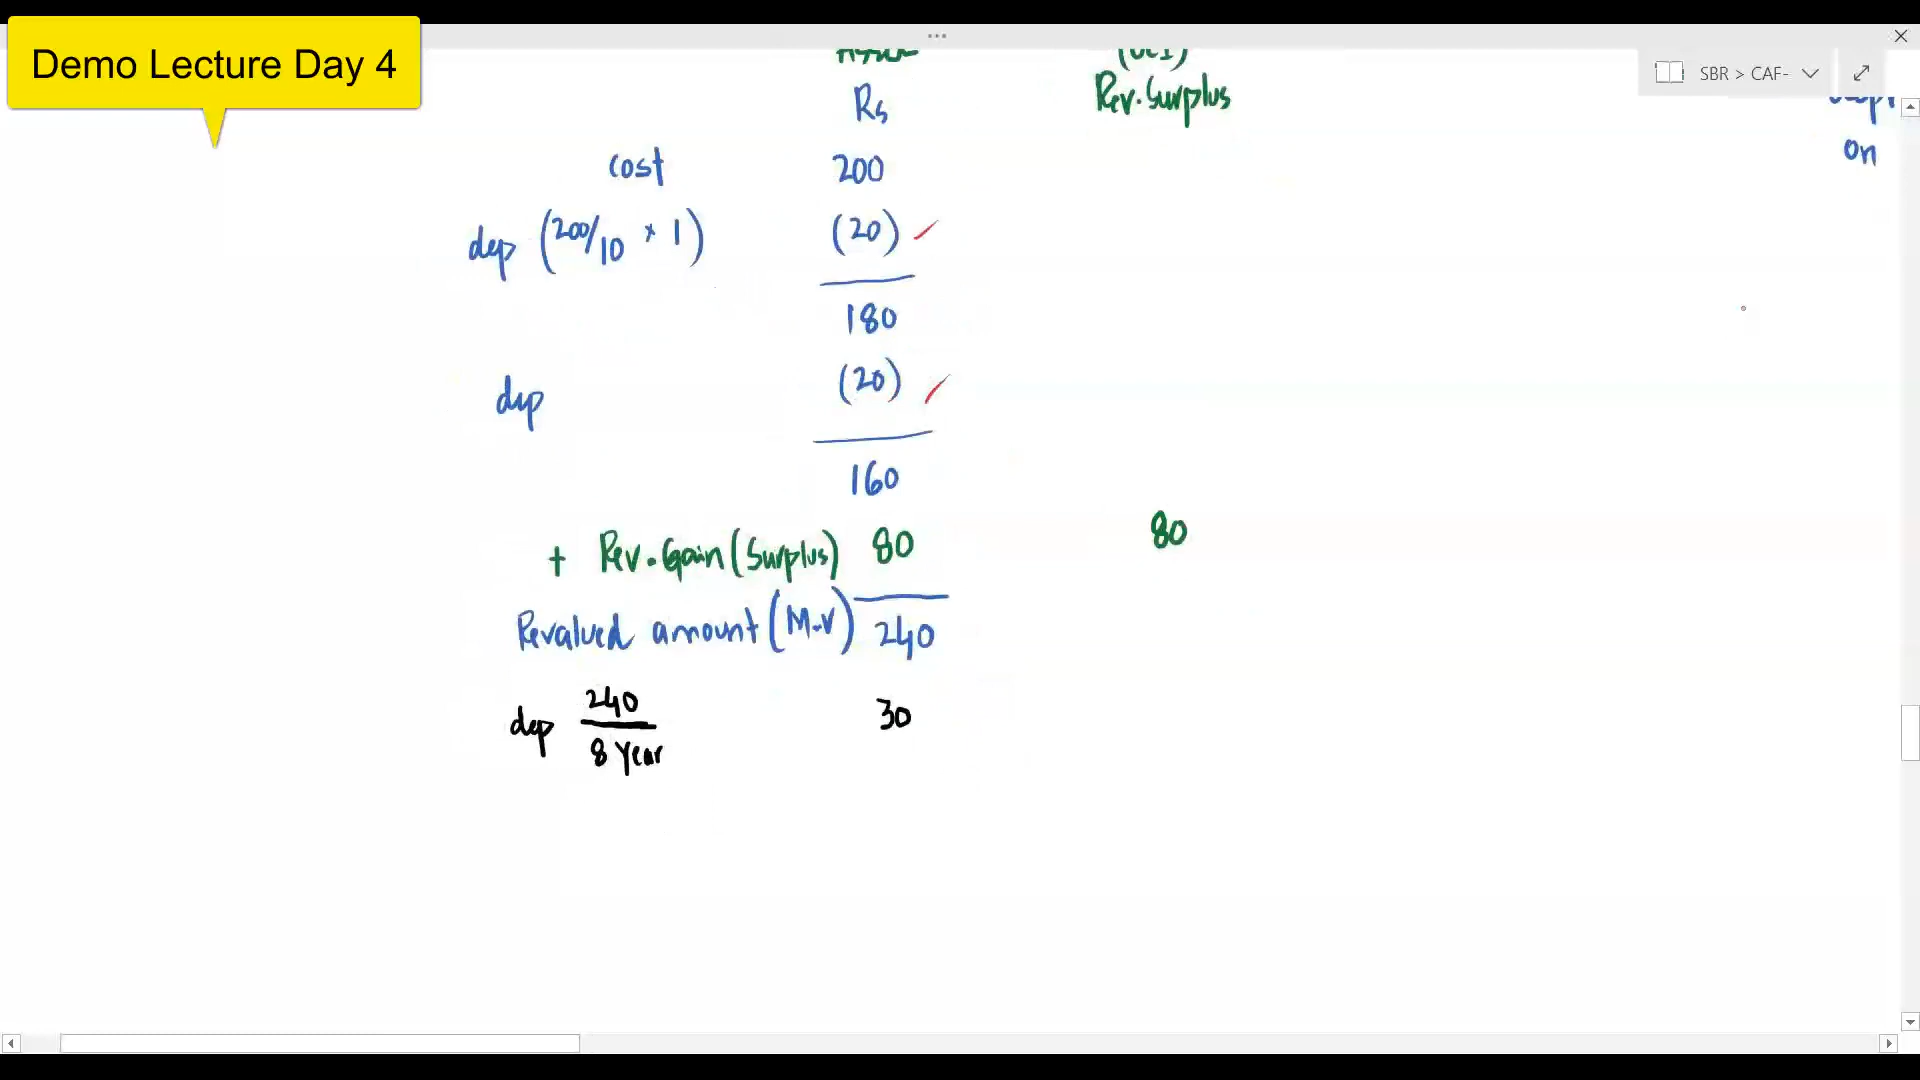 Demo Lecture Day 4
SBR > CAF-
Rs
Rev.Surplus
on
cost 200
dep (200/10 × 1) (20)
180
dep (20)
160
+ Rev.Gain (Surplus) 80 80
Revalued amount (M.V) 240
dep 240 30
8 Year